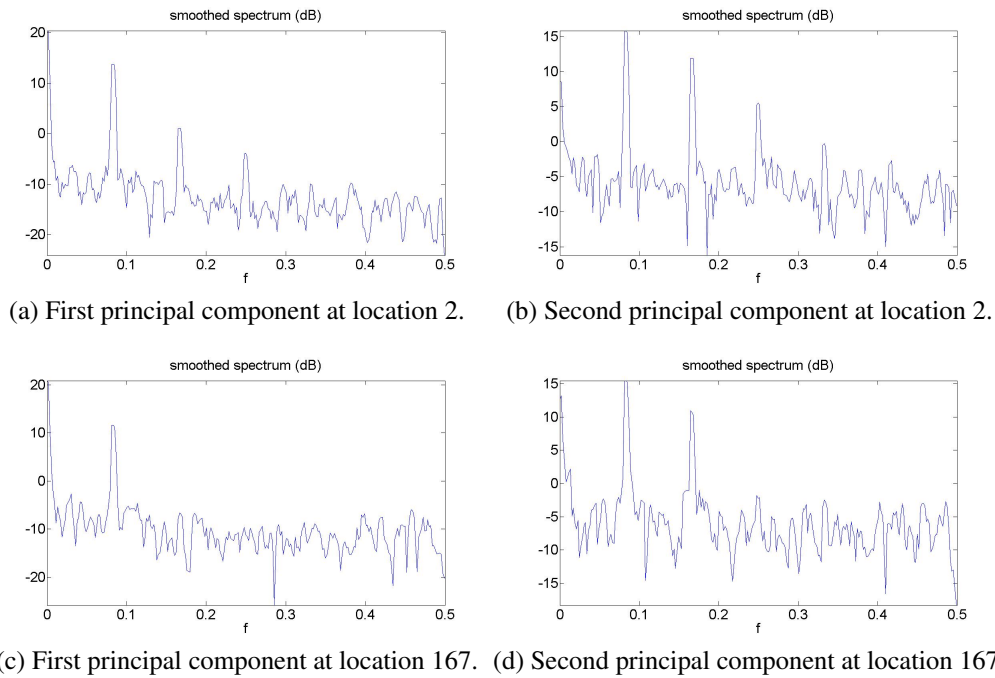 smoothed spectrum (dB)
20
10
0
-10
-20
0 0.1 0.2 0.3 0.4 0.5
f
(a) First principal component at location 2.
smoothed spectrum (dB)
15
10
5
0
-5
-10
-15
0 0.1 0.2 0.3 0.4 0.5
f
(b) Second principal component at location 2.
smoothed spectrum (dB)
20
10
0
-10
-20
0 0.1 0.2 0.3 0.4 0.5
f
(c) First principal component at location 167.
smoothed spectrum (dB)
15
10
5
0
-5
-10
-15
0 0.1 0.2 0.3 0.4 0.5
f
(d) Second principal component at location 167